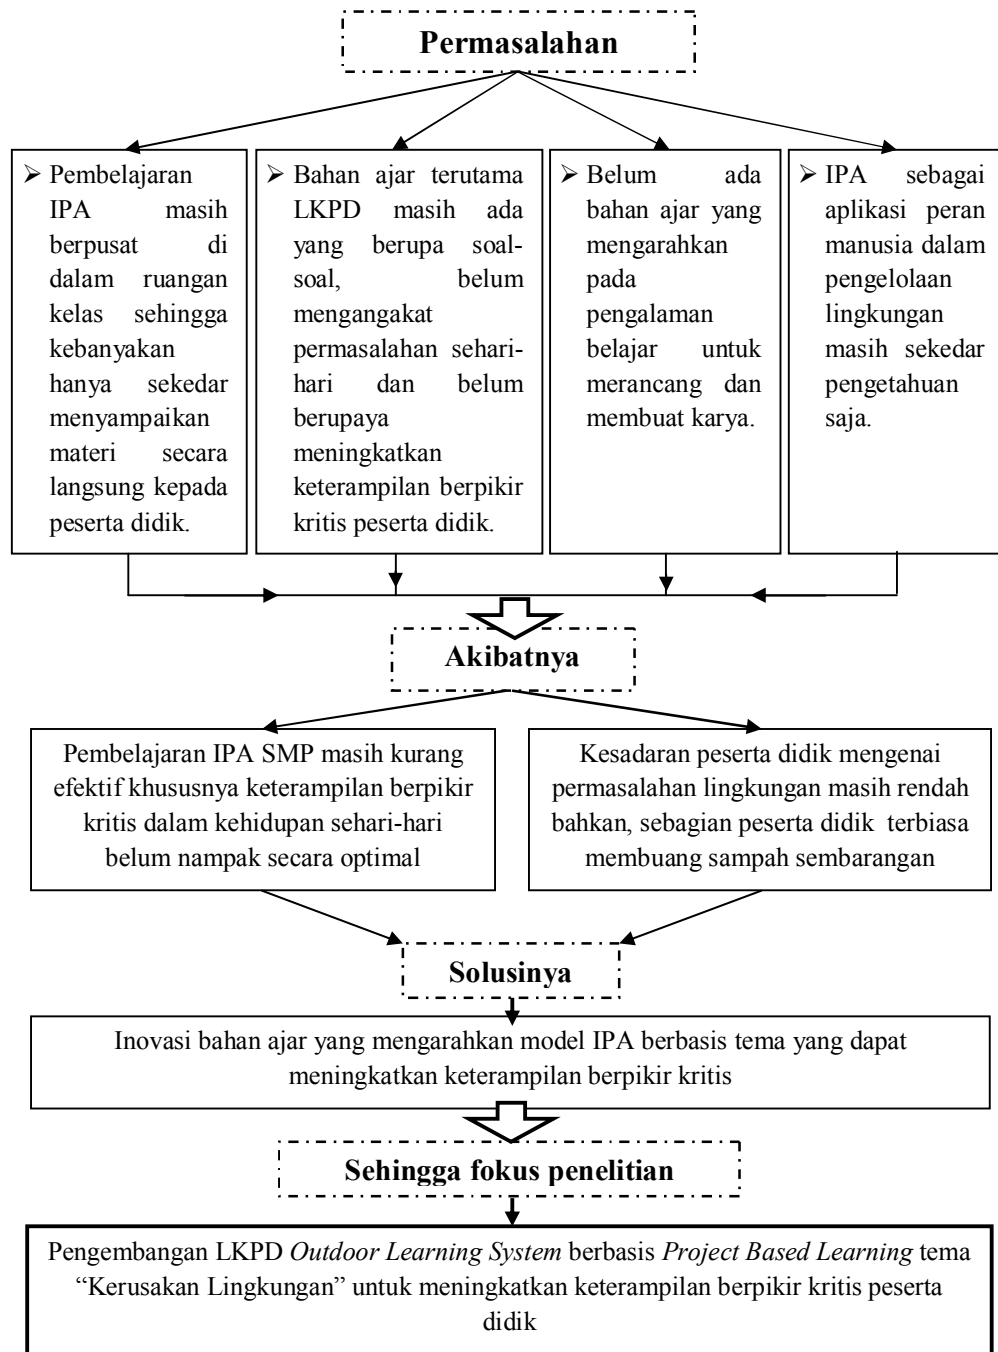 Permasalahan
➢ Pembelajaran
IPA masih
berpusat di
dalam ruangan
kelas sehingga
kebanyakan
hanya sekedar
menyampaikan
materi secara
langsung kepada
peserta didik.
➢ Bahan ajar terutama
LKPD masih ada
yang berupa soal-
soal, belum
mengangakat
permasalahan sehari-
hari dan belum
berupaya
meningkatkan
keterampilan berpikir
kritis peserta didik.
➢ Belum ada
bahan ajar yang
mengarahkan
pada
pengalaman
belajar untuk
merancang dan
membuat karya.
➢ IPA sebagai
aplikasi peran
manusia dalam
pengelolaan
lingkungan
masih sekedar
pengetahuan
saja.
Akibatnya
Pembelajaran IPA SMP masih kurang
efektif khususnya keterampilan berpikir
kritis dalam kehidupan sehari-hari
belum nampak secara optimal
Kesadaran peserta didik mengenai
permasalahan lingkungan masih rendah
bahkan, sebagian peserta didik terbiasa
membuang sampah sembarangan
Solusinya
Inovasi bahan ajar yang mengarahkan model IPA berbasis tema yang dapat
meningkatkan keterampilan berpikir kritis
Sehingga fokus penelitian
Pengembangan LKPD Outdoor Learning System berbasis Project Based Learning tema
“Kerusakan Lingkungan” untuk meningkatkan keterampilan berpikir kritis peserta
didik